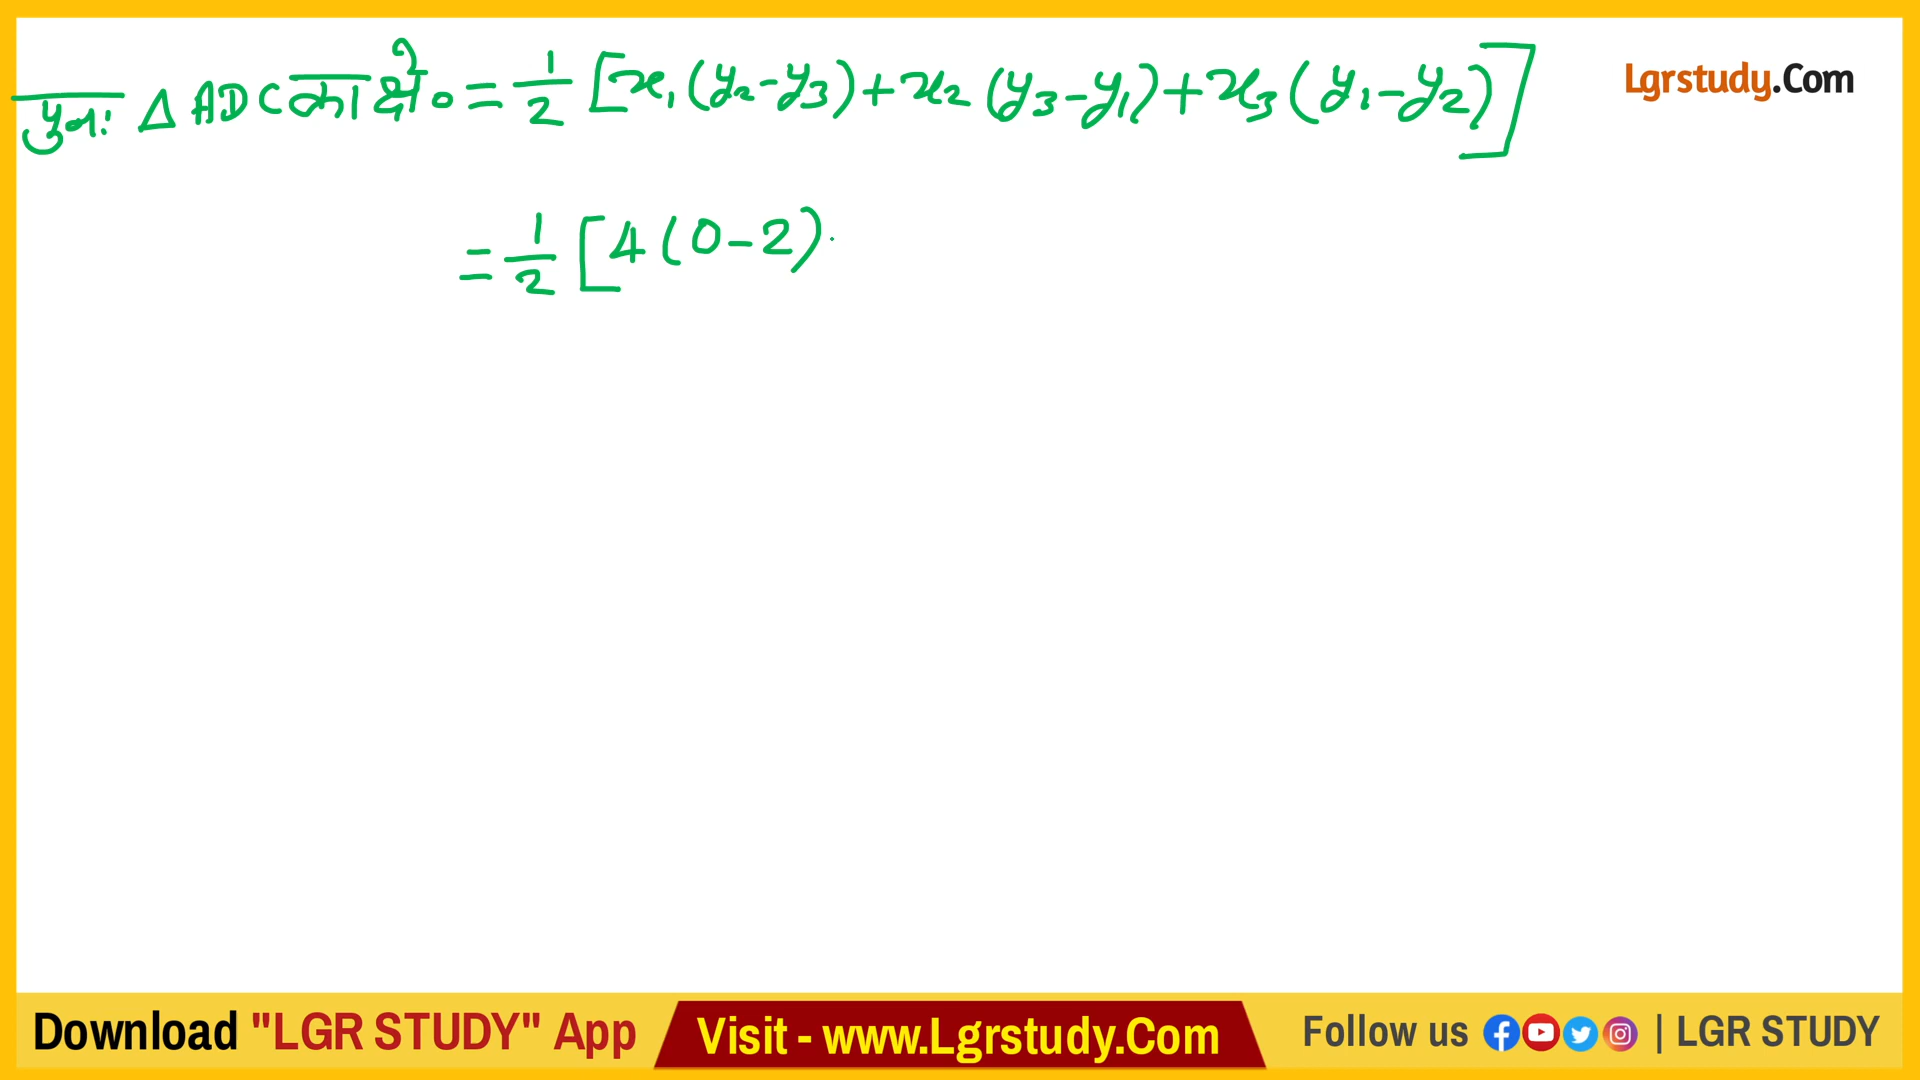 पुनः Δ ADC का क्षे० = 1/2 [x₁(y₂-y₃)+x₂(y₃-y₁)+x₃(y₁-y₂)]
Lgrstudy.Com
= 1/2 [4(0-2)
Download "LGR STUDY" App
Visit - www.Lgrstudy.Com
Follow us | LGR STUDY